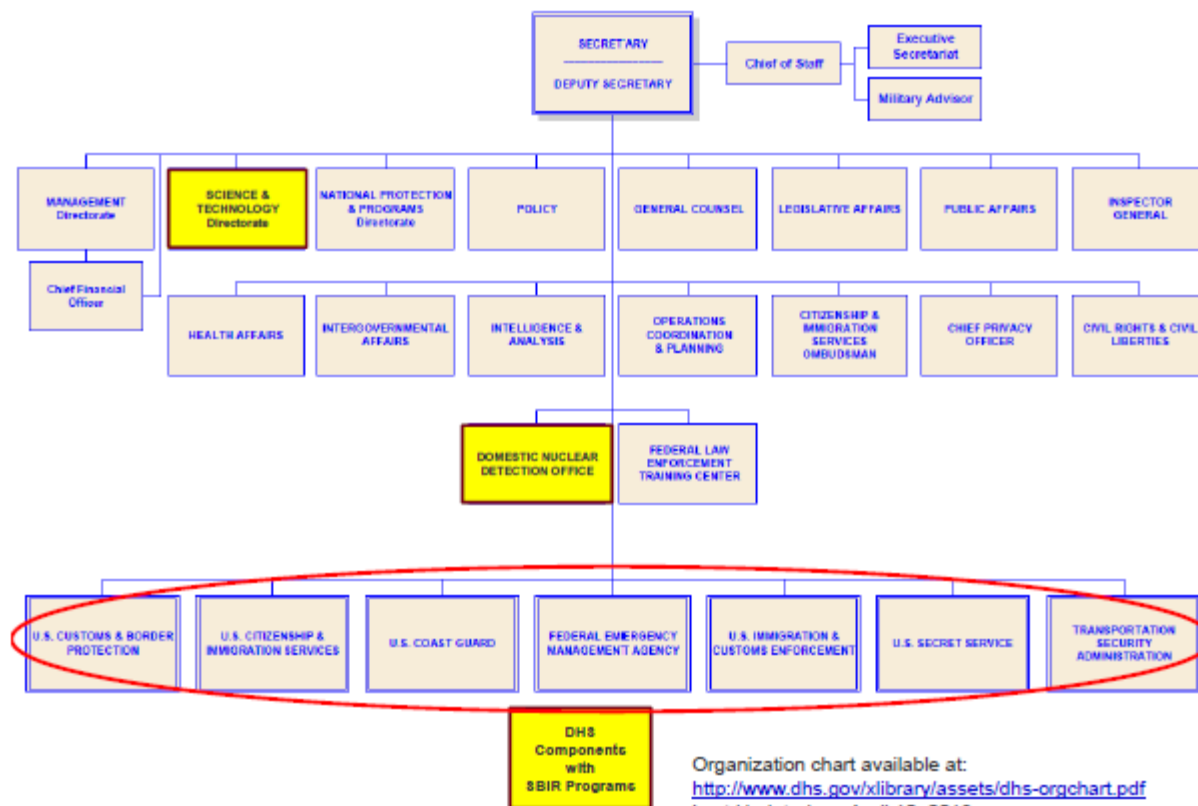 SECRETARY
DEPUTY SECRETARY
Chief of Staff
Executive
Secretariat
Military Advisor
MANAGEMENT
Directorate
SCIENCE &
TECHNOLOGY
Directorate
NATIONAL PROTECTION
& PROGRAMS
Directorate
POLICY
GENERAL COUNSEL
LEGISLATIVE AFFAIRS
PUBLIC AFFAIRS
INSPECTOR
GENERAL
Chief Financial
Officer
HEALTH AFFAIRS
INTERGOVERNMENTAL
AFFAIRS
INTELLIGENCE &
ANALYSIS
OPERATIONS
COORDINATION
& PLANNING
CITIZENSHIP &
IMMIGRATION
SERVICES
OMBUDSMAN
CHIEF PRIVACY
OFFICER
CIVIL RIGHTS & CIVIL
LIBERTIES
DOMESTIC NUCLEAR
DETECTION OFFICE
FEDERAL LAW
ENFORCEMENT
TRAINING CENTER
U.S. CUSTOMS & BORDER
PROTECTION
U.S. CITIZENSHIP &
IMMIGRATION SERVICES
U.S. COAST GUARD
FEDERAL EMERGENCY
MANAGEMENT AGENCY
U.S. IMMIGRATION &
CUSTOMS ENFORCEMENT
U.S. SECRET SERVICE
TRANSPORTATION
SECURITY
ADMINISTRATION
DHS
Components
with
SBIR Programs
Organization chart available at:
http://www.dhs.gov/xlibrary/assets/dhs-orgchart.pdf